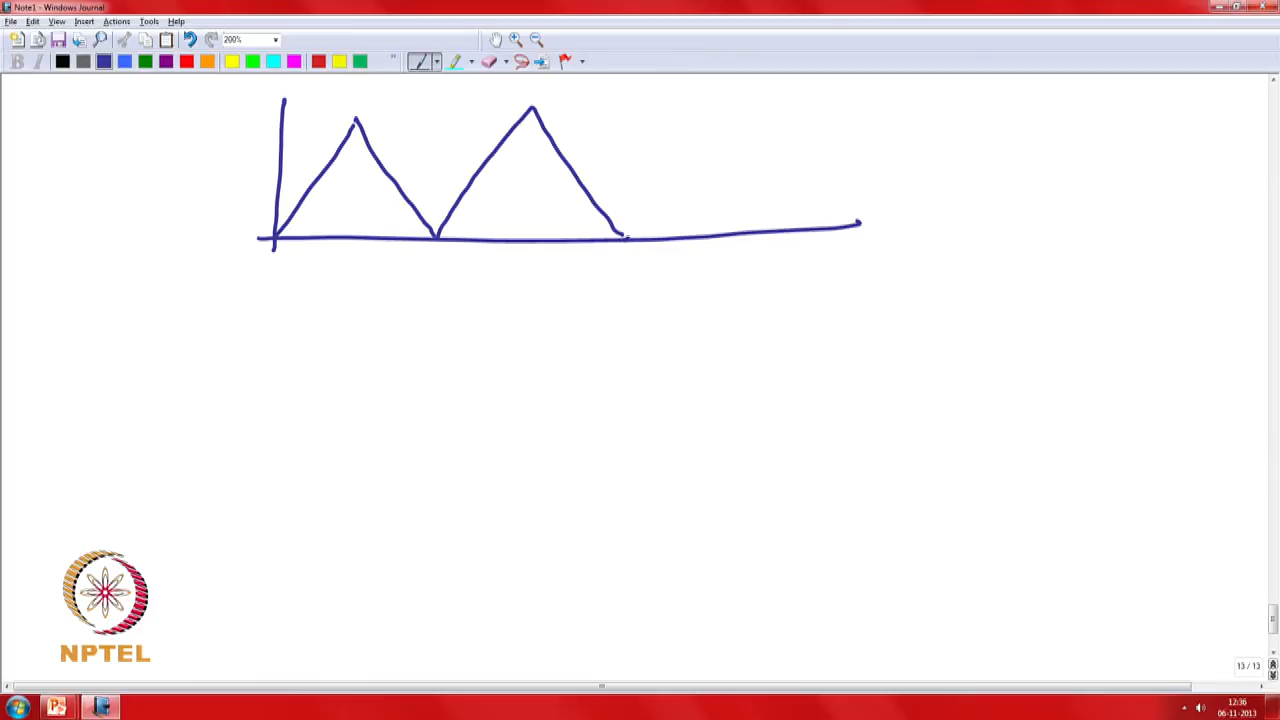 Note1 - Windows Journal
File Edit View Insert Actions Tools Help
200%
B I
NPTEL
13 / 13
12:36
06-11-2013